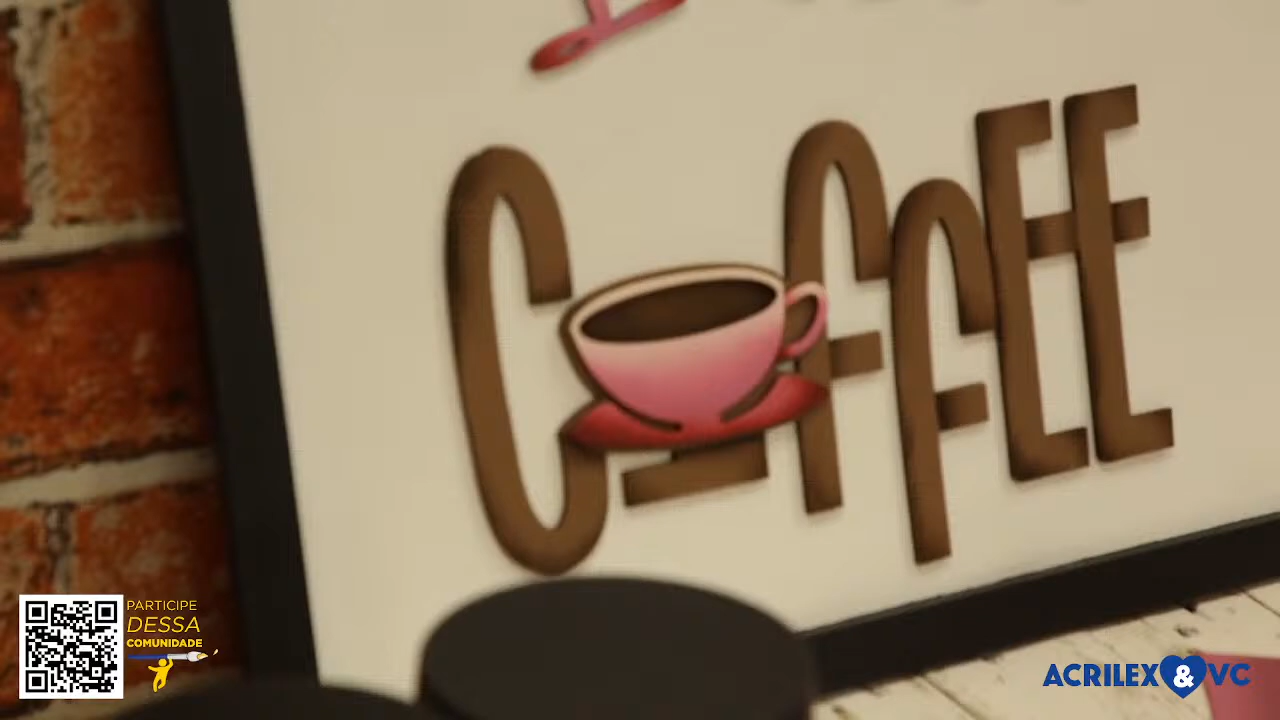 COFFEE
PARTICIPE
DESSA
COMUNIDADE
ACRILEX & VC